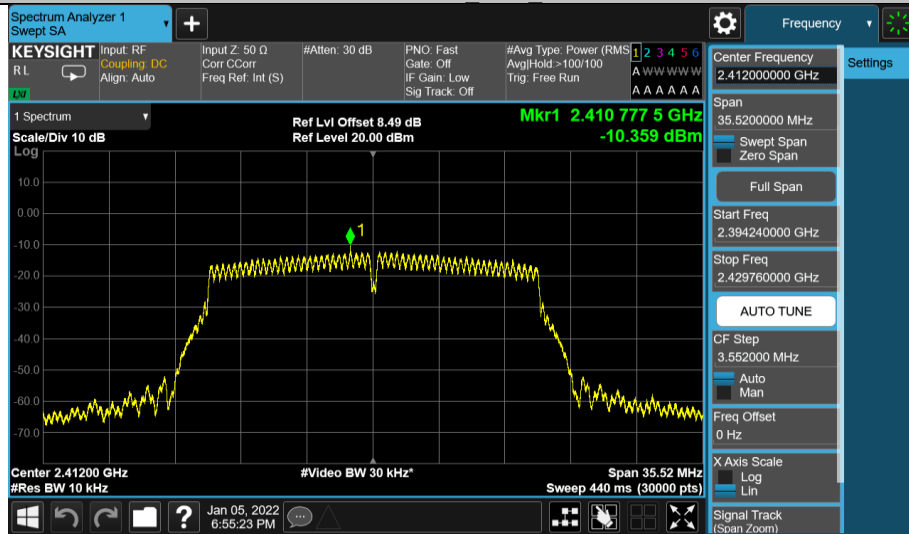 Spectrum Analyzer 1
Swept SA
+
Frequency
KEYSIGHT
R L
LXI
Input: RF
Coupling: DC
Align: Auto
Input Z: 50 Ω
Corr CCorr
Freq Ref: Int (S)
#Atten: 30 dB
PNO: Fast
Gate: Off
IF Gain: Low
Sig Track: Off
#Avg Type: Power (RMS
Avg|Hold:>100/100
Trig: Free Run
1 2 3 4 5 6
A W W W W W
A A A A A A
1 Spectrum
Scale/Div 10 dB
Ref Lvl Offset 8.49 dB
Ref Level 20.00 dBm
Mkr1 2.410 777 5 GHz
-10.359 dBm
Log
10.0
0.00
-10.0
-20.0
-30.0
-40.0
-50.0
-60.0
-70.0
1
Center 2.41200 GHz
#Res BW 10 kHz
#Video BW 30 kHz*
Span 35.52 MHz
Sweep 440 ms (30000 pts)
?
Jan 05, 2022
6:55:23 PM
Center Frequency
2.412000000 GHz
Settings
Span
35.5200000 MHz
Swept Span
Zero Span
Full Span
Start Freq
2.394240000 GHz
Stop Freq
2.429760000 GHz
AUTO TUNE
CF Step
3.552000 MHz
Auto
Man
Freq Offset
0 Hz
X Axis Scale
Log
Lin
Signal Track
(Span Zoom)